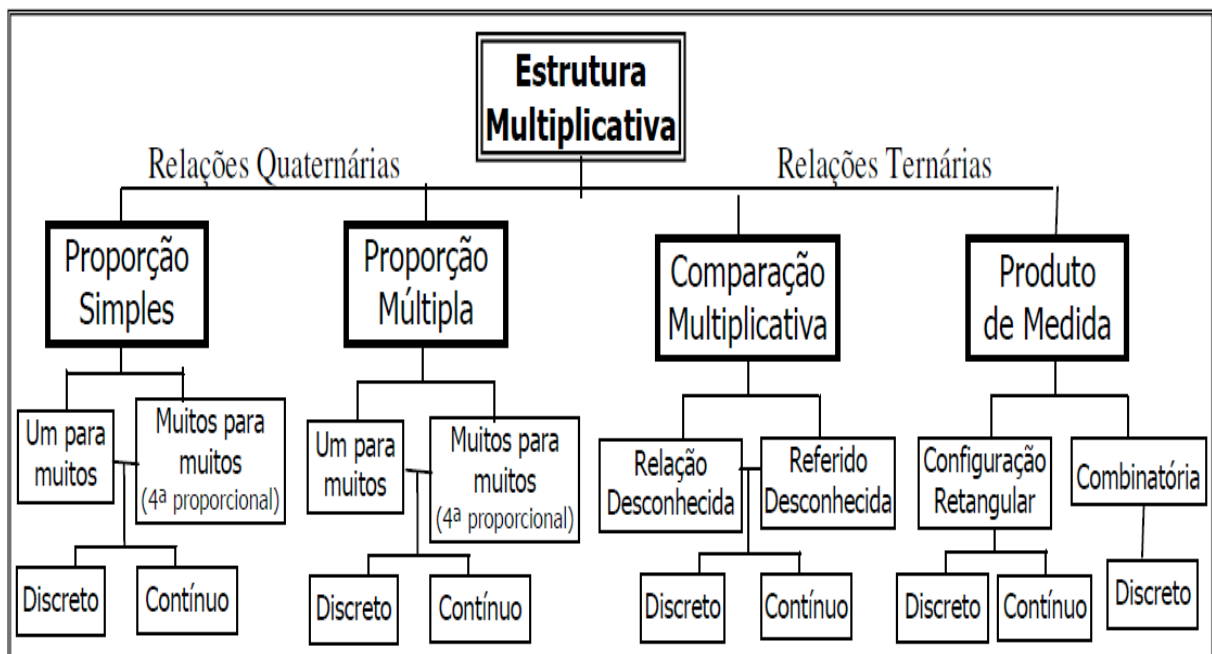 Estrutura
Multiplicativa
Relações Quaternárias
Relações Ternárias
Proporção
Simples
Proporção
Múltipla
Comparação
Multiplicativa
Produto
de Medida
Um para
muitos
Muitos para
muitos
(4ª proporcional)
Um para
muitos
Muitos para
muitos
(4ª proporcional)
Relação
Desconhecida
Referido
Desconhecida
Configuração
Retangular
Combinatória
Discreto
Contínuo
Discreto
Contínuo
Discreto
Contínuo
Discreto
Contínuo
Discreto